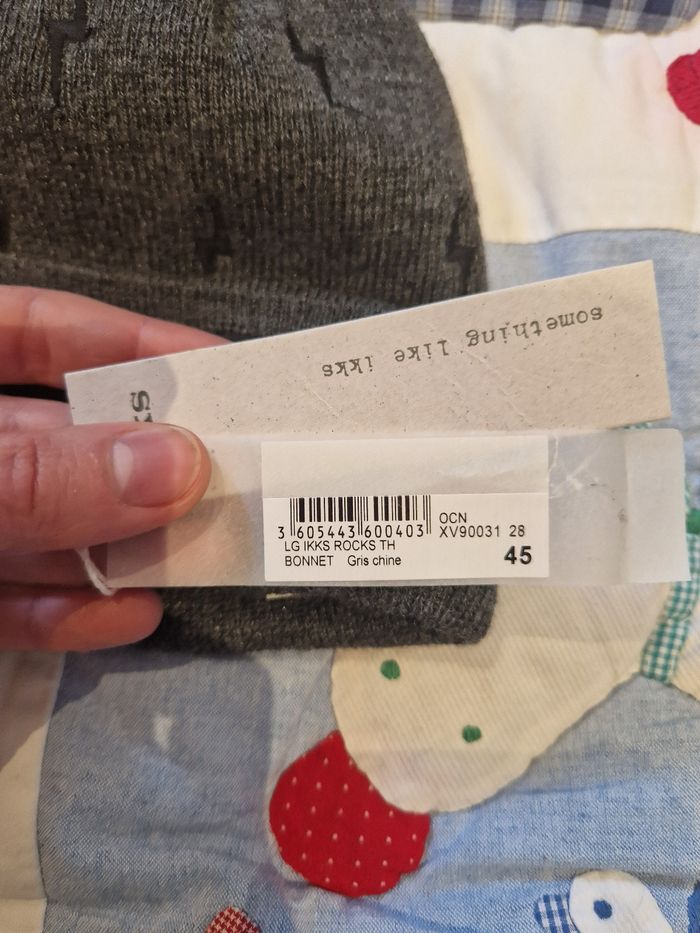 something like ikks
3 605443 600403
OCN
XV90031 28
LG IKKS ROCKS TH
BONNET Gris chine
45